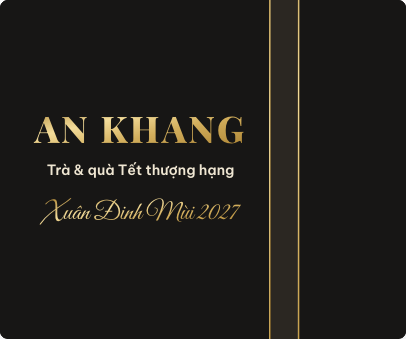 AN KHANG
Trà & quà Tết thượng hạng
Xuân Đinh Mùi 2027